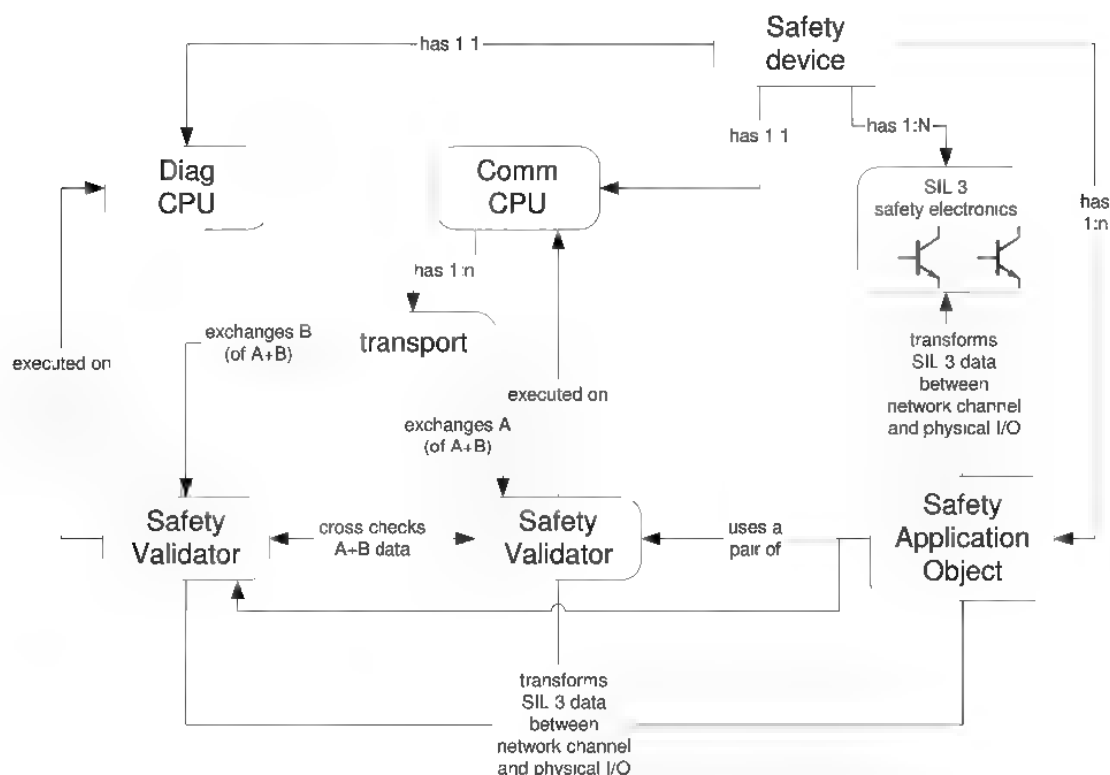 Safety
device
has 1 1
has 1 1
has 1:N
has
1:n
Diag
CPU
Comm
CPU
SIL 3
safety electronics
has 1:n
exchanges B
(of A+B)
transport
executed on
executed on
transforms
SIL 3 data
between
network channel
and physical I/O
exchanges A
(of A+B)
Safety
Validator
cross checks
A+B data
Safety
Validator
uses a
pair of
Safety
Application
Object
transforms
SIL 3 data
between
network channel
and physical I/O